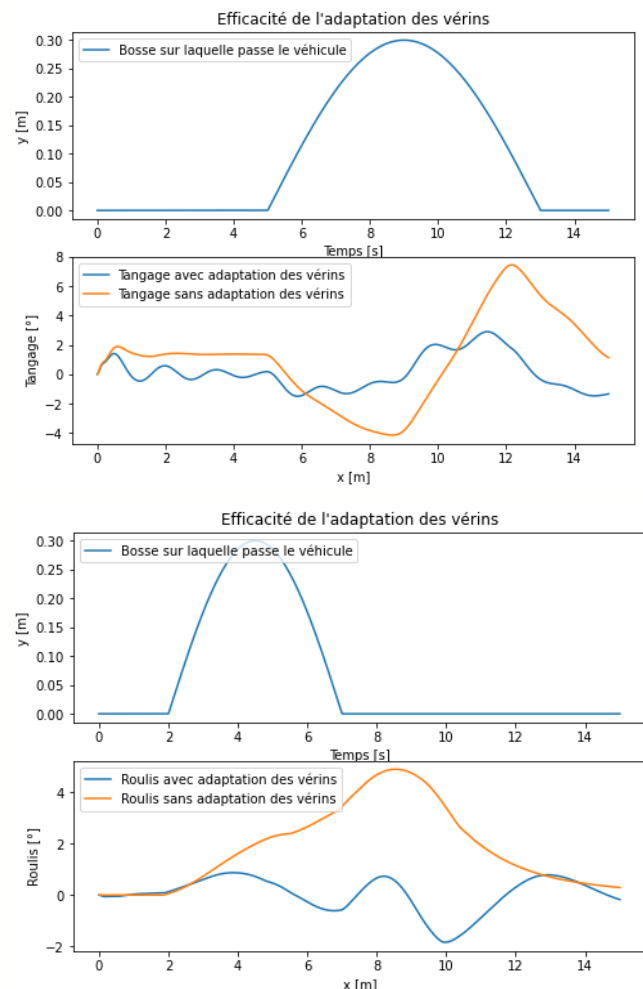 Efficacité de l'adaptation des vérins
Bosse sur laquelle passe le véhicule
y [m]
0.30
0.25
0.20
0.15
0.10
0.05
0.00
0 2 4 6 8 10 12 14
Temps [s]
Tangage avec adaptation des vérins
Tangage sans adaptation des vérins
Tangage [°]
8
6
4
2
0
−2
−4
0 2 4 6 8 10 12 14
x [m]
Efficacité de l'adaptation des vérins
Bosse sur laquelle passe le véhicule
y [m]
0.30
0.25
0.20
0.15
0.10
0.05
0.00
0 2 4 6 8 10 12 14
Temps [s]
Roulis avec adaptation des vérins
Roulis sans adaptation des vérins
Roulis [°]
4
2
0
−2
0 2 4 6 8 10 12 14
x [m]